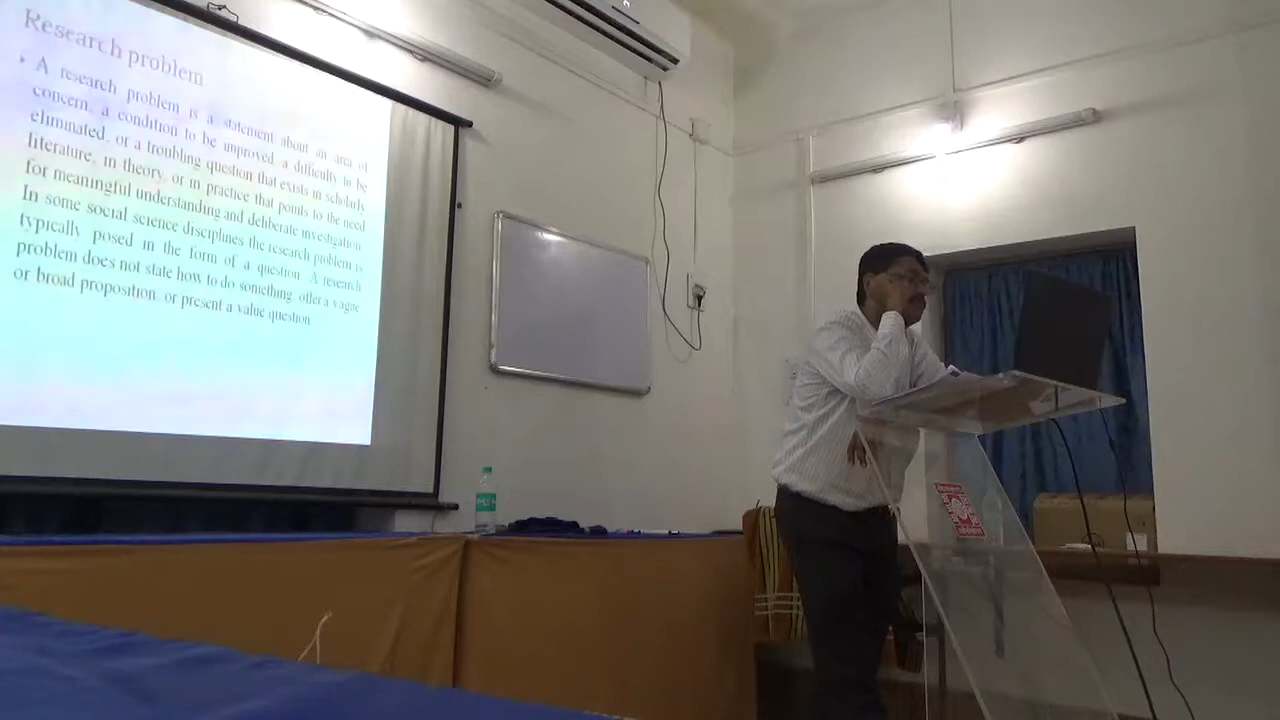 Research problem
• A research problem is a statement about an area of
concern, a condition to be improved, a difficulty to be
eliminated, or a troubling question that exists in scholarly
literature, in theory, or in practice that points to the need
for meaningful understanding and deliberate investigation.
In some social science disciplines the research problem is
typically posed in the form of a question. A research
problem does not state how to do something, offer a vague
or broad proposition, or present a value question.